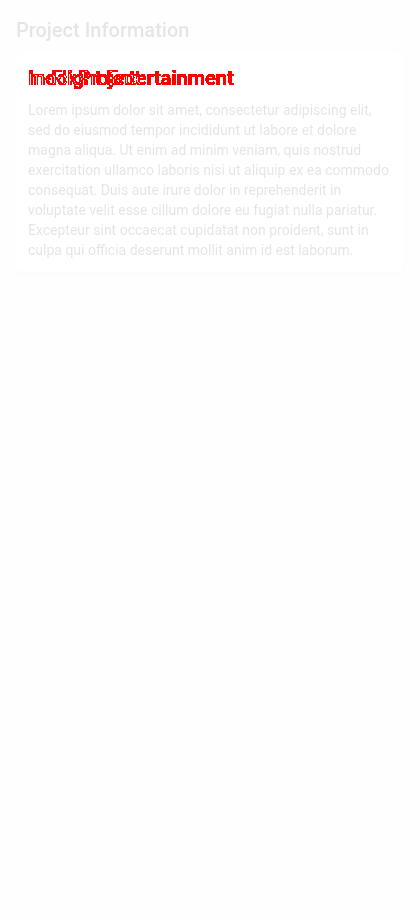 Project Information
In-Flight Entertainment
Lorem ipsum dolor sit amet, consectetur adipiscing elit,
sed do eiusmod tempor incididunt ut labore et dolore
magna aliqua. Ut enim ad minim veniam, quis nostrud
exercitation ullamco laboris nisi ut aliquip ex ea commodo
consequat. Duis aute irure dolor in reprehenderit in
voluptate velit esse cillum dolore eu fugiat nulla pariatur.
Excepteur sint occaecat cupidatat non proident, sunt in
culpa qui officia deserunt mollit anim id est laborum.